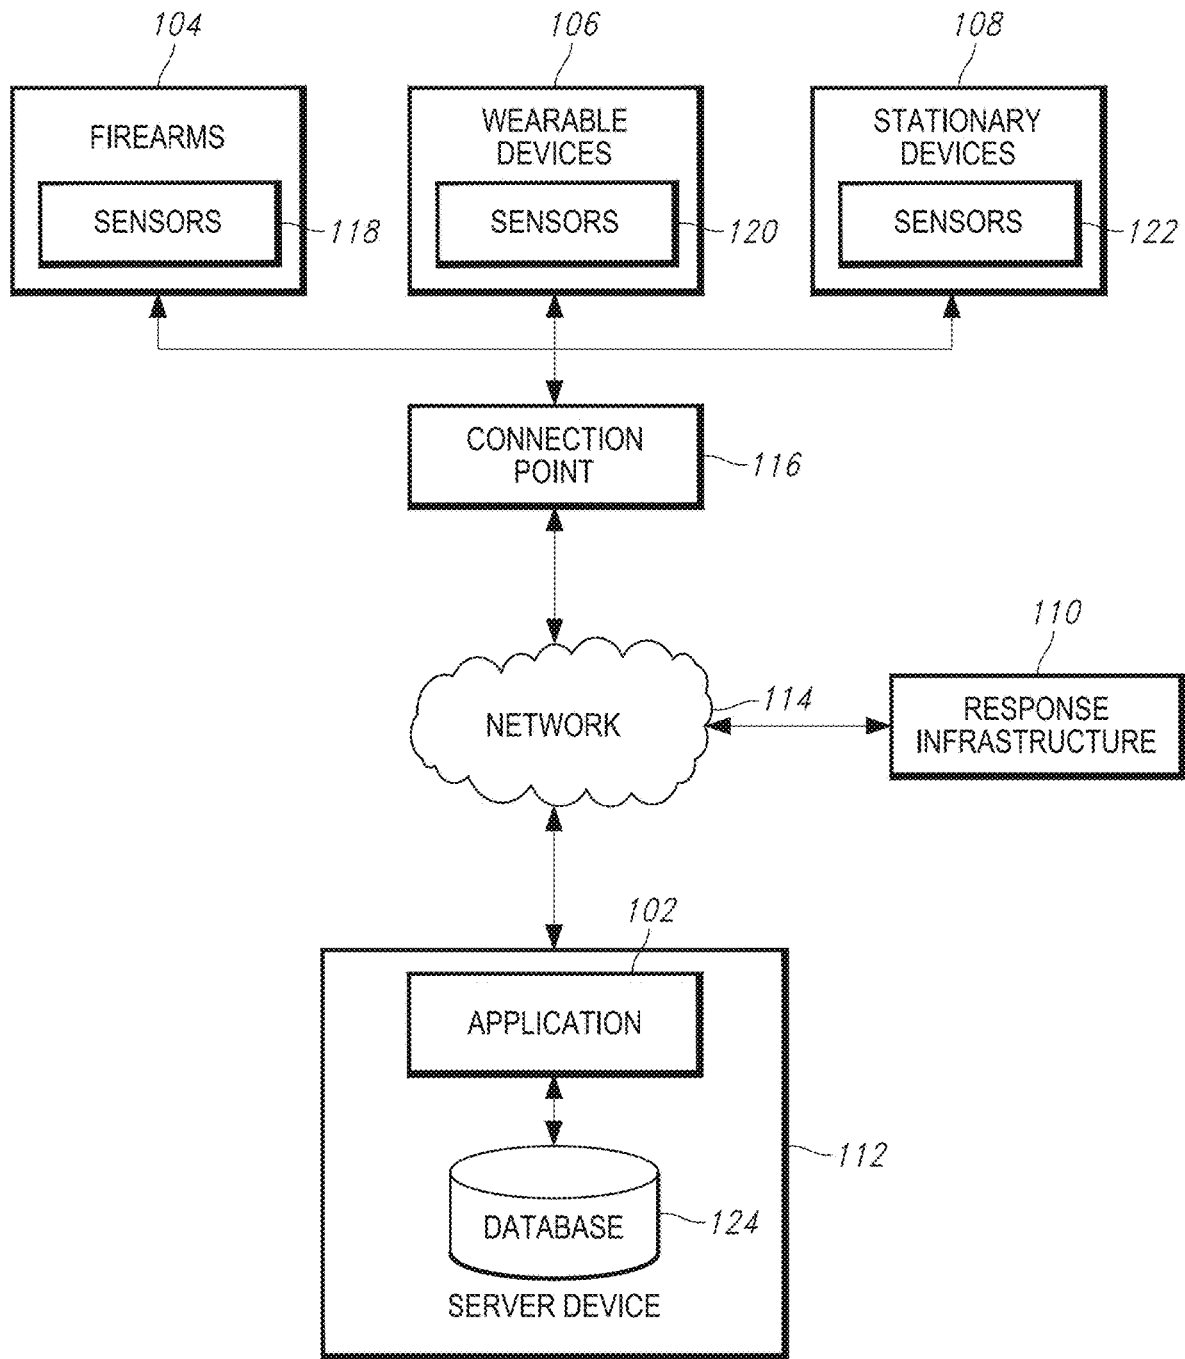 104
106
108
FIREARMS
WEARABLE
DEVICES
STATIONARY
DEVICES
SENSORS
118
SENSORS
120
SENSORS
122
CONNECTION
POINT
116
110
NETWORK
114
RESPONSE
INFRASTRUCTURE
102
APPLICATION
112
DATABASE
124
SERVER DEVICE